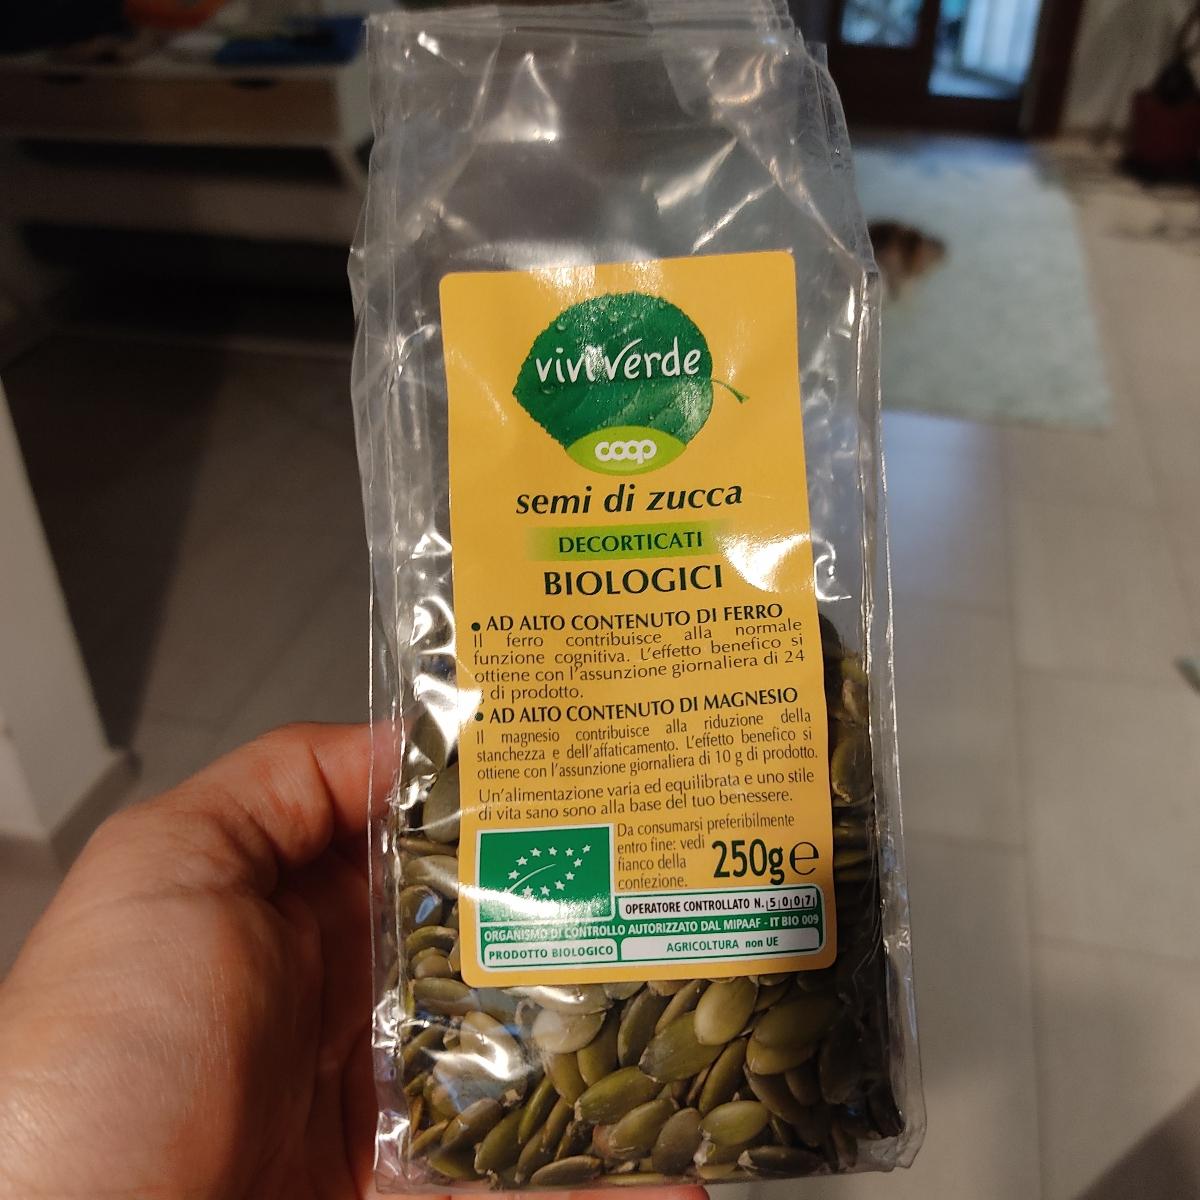 vivi verde
coop
semi di zucca
DECORTICATI
BIOLOGICI
• AD ALTO CONTENUTO DI FERRO
Il ferro contribuisce alla normale
funzione cognitiva. L'effetto benefico si
ottiene con l'assunzione giornaliera di 24
g di prodotto.
• AD ALTO CONTENUTO DI MAGNESIO
Il magnesio contribuisce alla riduzione della
stanchezza e dell'affaticamento. L'effetto benefico si
ottiene con l'assunzione giornaliera di 10 g di prodotto.
Un'alimentazione varia ed equilibrata e uno stile
di vita sano sono alla base del tuo benessere.
Da consumarsi preferibilmente
entro fine: vedi
fianco della
confezione.
250g e
OPERATORE CONTROLLATO N. |5|0|0|7|
ORGANISMO DI CONTROLLO AUTORIZZATO DAL MIPAAF - IT BIO 009
PRODOTTO BIOLOGICO
AGRICOLTURA non UE